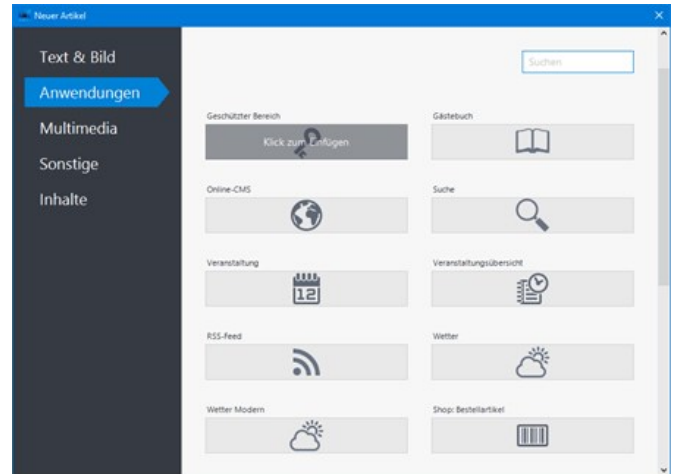 Neuer Artikel
Text & Bild
Anwendungen
Multimedia
Sonstige
Inhalte
Suchen
Geschützter Bereich
Gästebuch
Klick zum Einfügen
Online-CMS
Suche
Veranstaltung
Veranstaltungsübersicht
12
RSS-Feed
Wetter
Wetter Modern
Shop: Bestellartikel